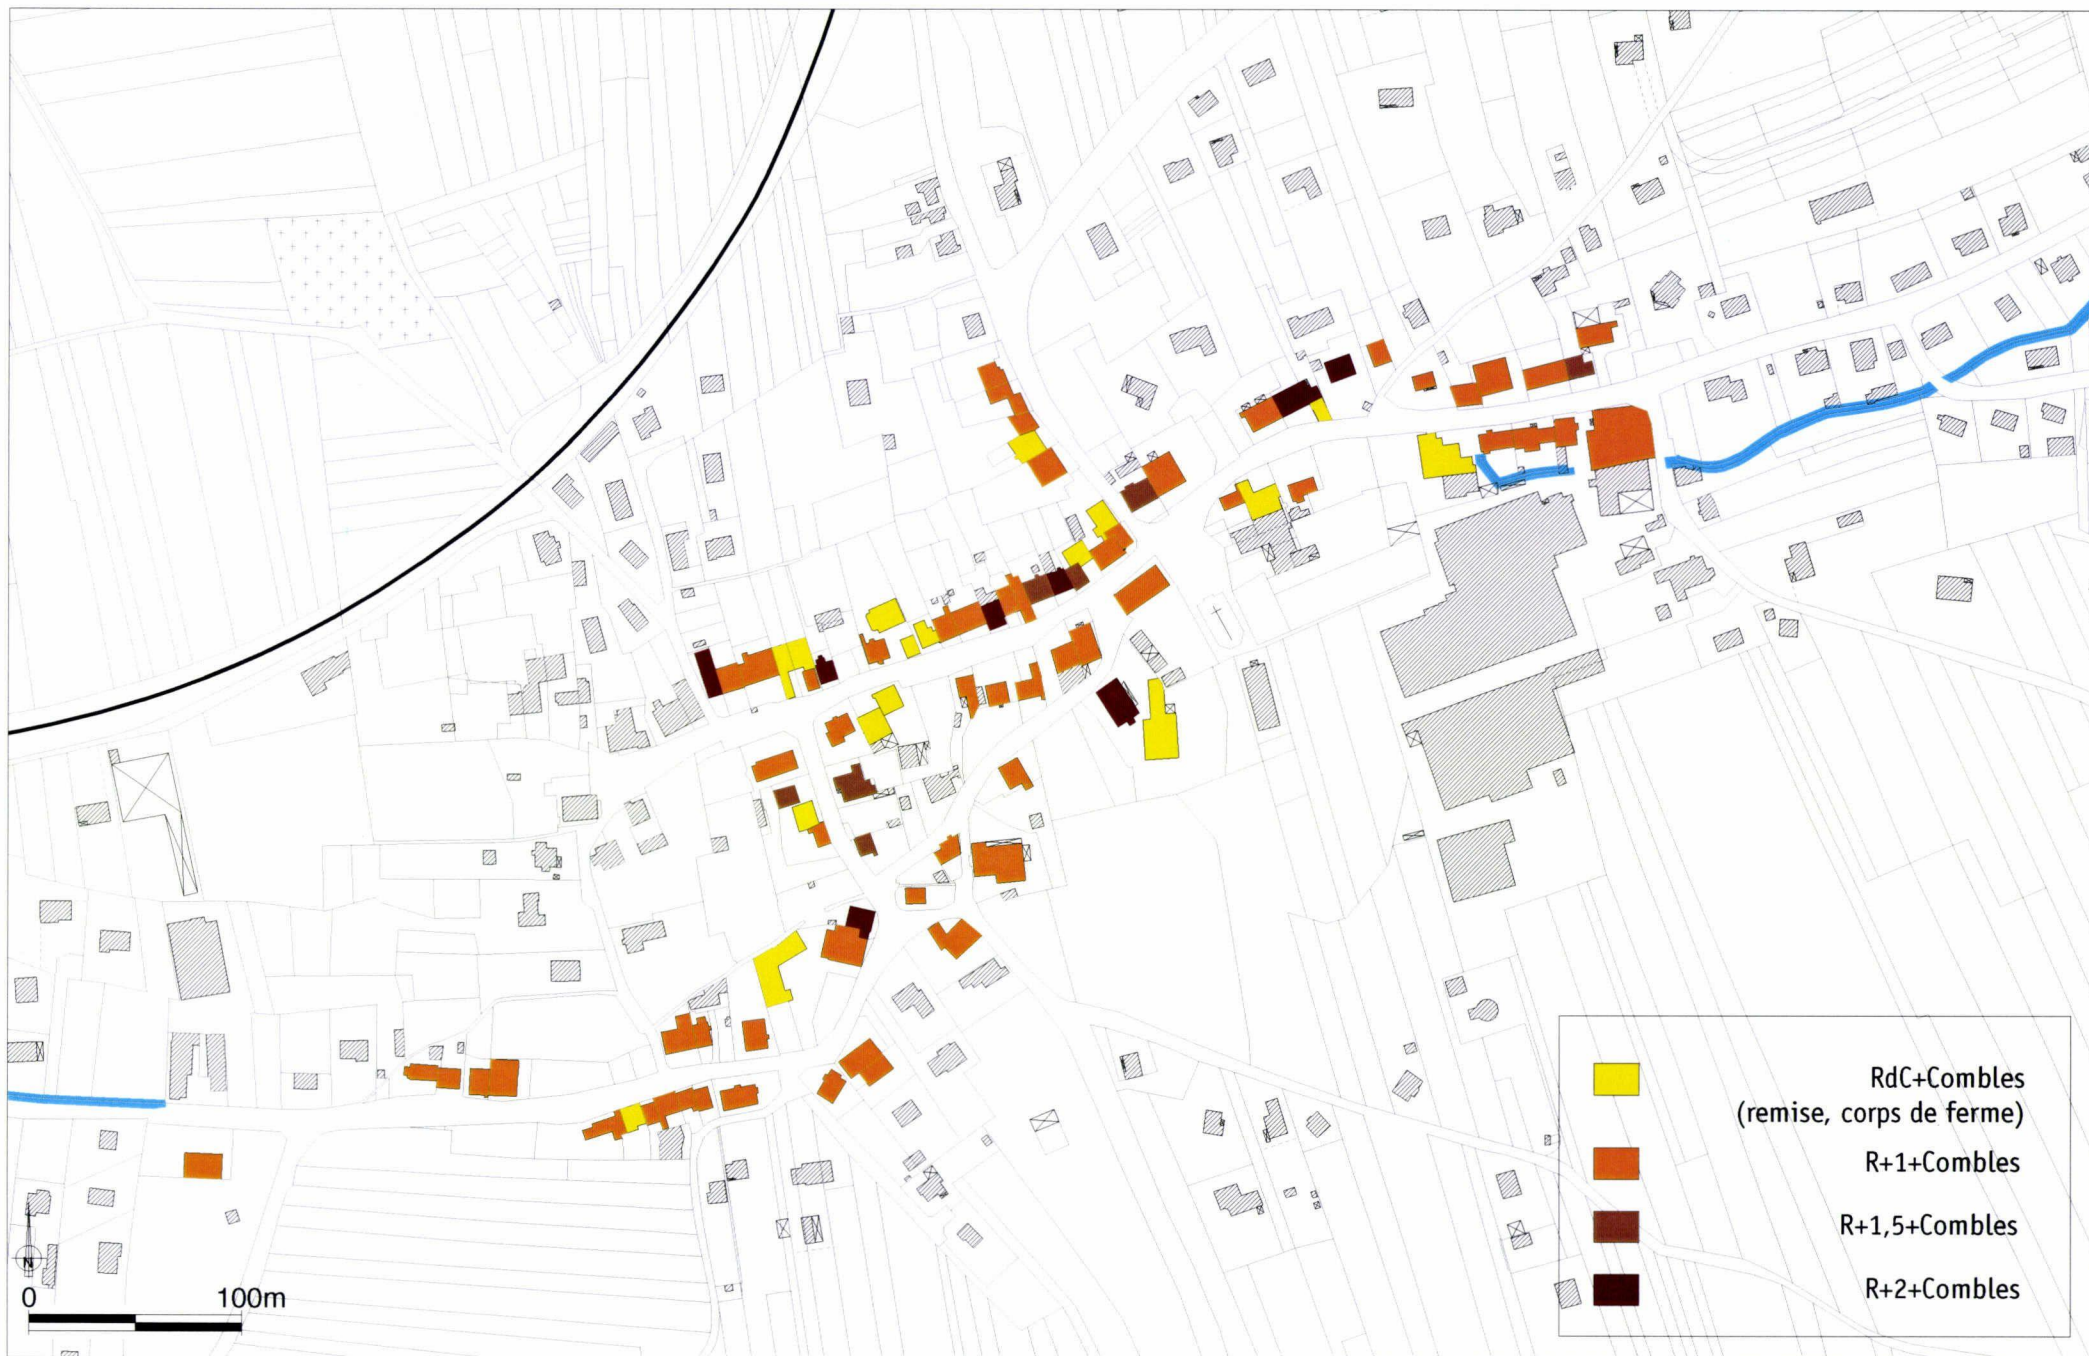 RdC+Combles
(remise, corps de ferme)
R+1+Combles
R+1,5+Combles
R+2+Combles
N
0 100m